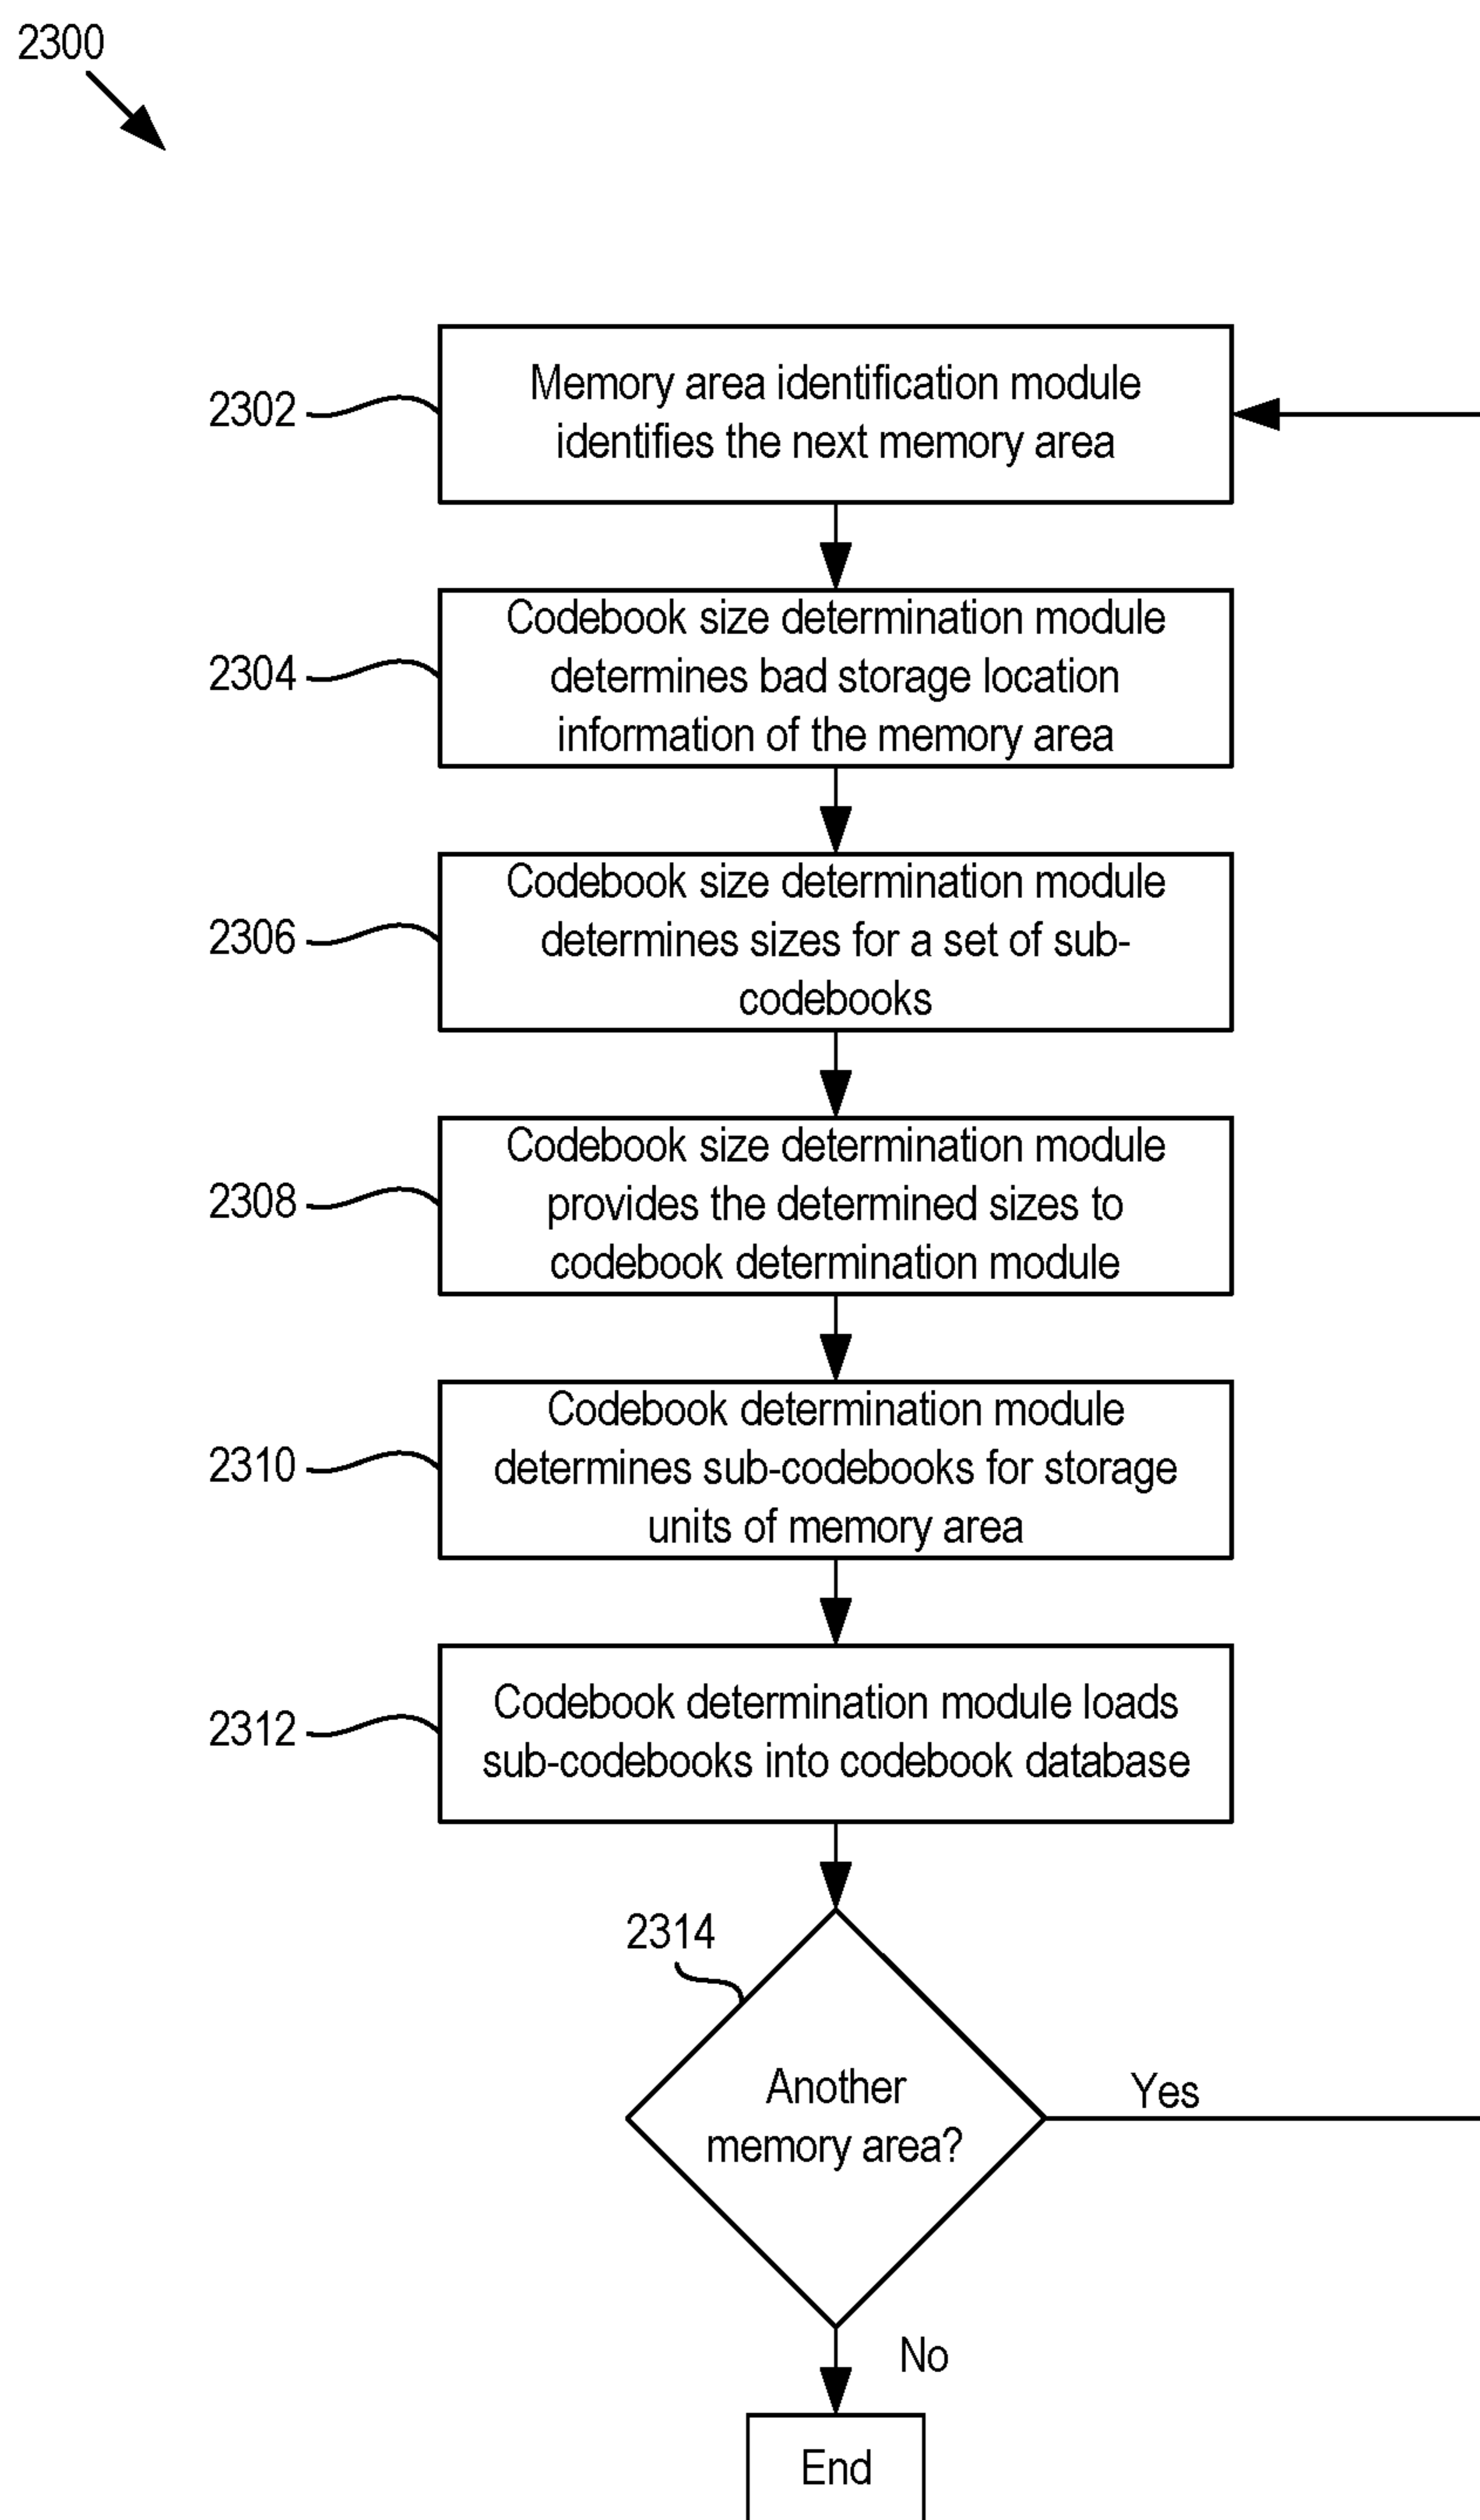 2300
2302
Memory area identification module
identifies the next memory area
2304
Codebook size determination module
determines bad storage location
information of the memory area
2306
Codebook size determination module
determines sizes for a set of sub-
codebooks
2308
Codebook size determination module
provides the determined sizes to
codebook determination module
2310
Codebook determination module
determines sub-codebooks for storage
units of memory area
2312
Codebook determination module loads
sub-codebooks into codebook database
2314
Another
memory area?
Yes
No
End